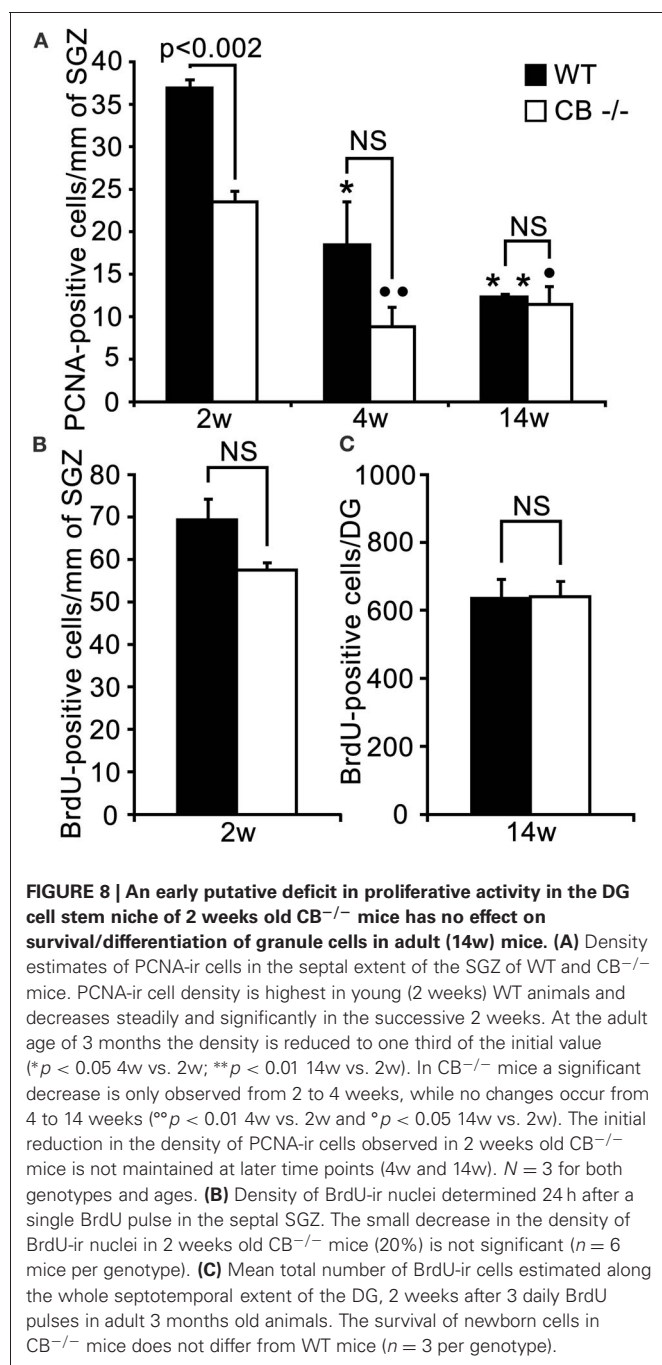 A
PCNA-positive cells/mm of SGZ
40
35
30
25
20
15
10
5
0
p<0.002
WT
CB -/-
NS
*
●●
NS
* *
●
2w
4w
14w
B
BrdU-positive cells/mm of SGZ
80
70
60
50
40
30
20
10
0
NS
2w
C
BrdU-positive cells/DG
1000
800
600
400
200
0
NS
14w
FIGURE 8 | An early putative deficit in proliferative activity in the DG
cell stem niche of 2 weeks old CB−/− mice has no effect on
survival/differentiation of granule cells in adult (14w) mice. (A) Density
estimates of PCNA-ir cells in the septal extent of the SGZ of WT and CB−/−
mice. PCNA-ir cell density is highest in young (2 weeks) WT animals and
decreases steadily and significantly in the successive 2 weeks. At the adult
age of 3 months the density is reduced to one third of the initial value
(*p < 0.05 4w vs. 2w; **p < 0.01 14w vs. 2w). In CB−/− mice a significant
decrease is only observed from 2 to 4 weeks, while no changes occur from
4 to 14 weeks (°°p < 0.01 4w vs. 2w and °p < 0.05 14w vs. 2w). The initial
reduction in the density of PCNA-ir cells observed in 2 weeks old CB−/−
mice is not maintained at later time points (4w and 14w). N = 3 for both
genotypes and ages. (B) Density of BrdU-ir nuclei determined 24 h after a
single BrdU pulse in the septal SGZ. The small decrease in the density of
BrdU-ir nuclei in 2 weeks old CB−/− mice (20%) is not significant (n = 6
mice per genotype). (C) Mean total number of BrdU-ir cells estimated along
the whole septotemporal extent of the DG, 2 weeks after 3 daily BrdU
pulses in adult 3 months old animals. The survival of newborn cells in
CB−/− mice does not differ from WT mice (n = 3 per genotype).